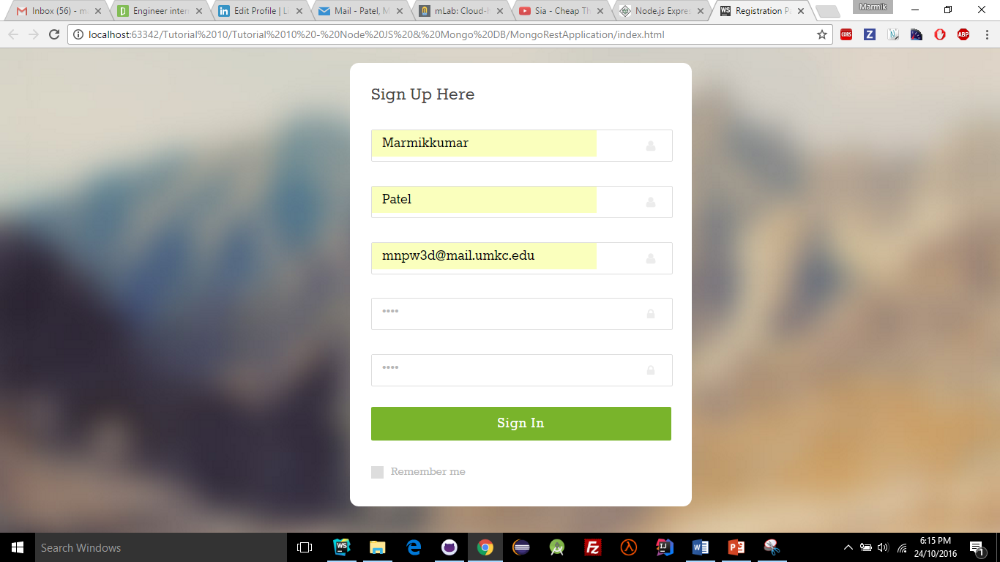 Marmik
Inbox (56) - m
Engineer inter
Edit Profile | Li
Mail - Patel, M
mLab: Cloud-H
Sia - Cheap Th
Node.js Expres
Registration Pa
localhost:63342/Tutorial%2010/Tutorial%2010%20-%20Node%20JS%20&%20Mongo%20DB/MongoRestApplication/index.html
CORS
Z
N
ABP
Sign Up Here
Marmikkumar
Patel
mnpw3d@mail.umkc.edu
••••
••••
Sign In
Remember me
Search Windows
WS
6:15 PM
24/10/2016
1